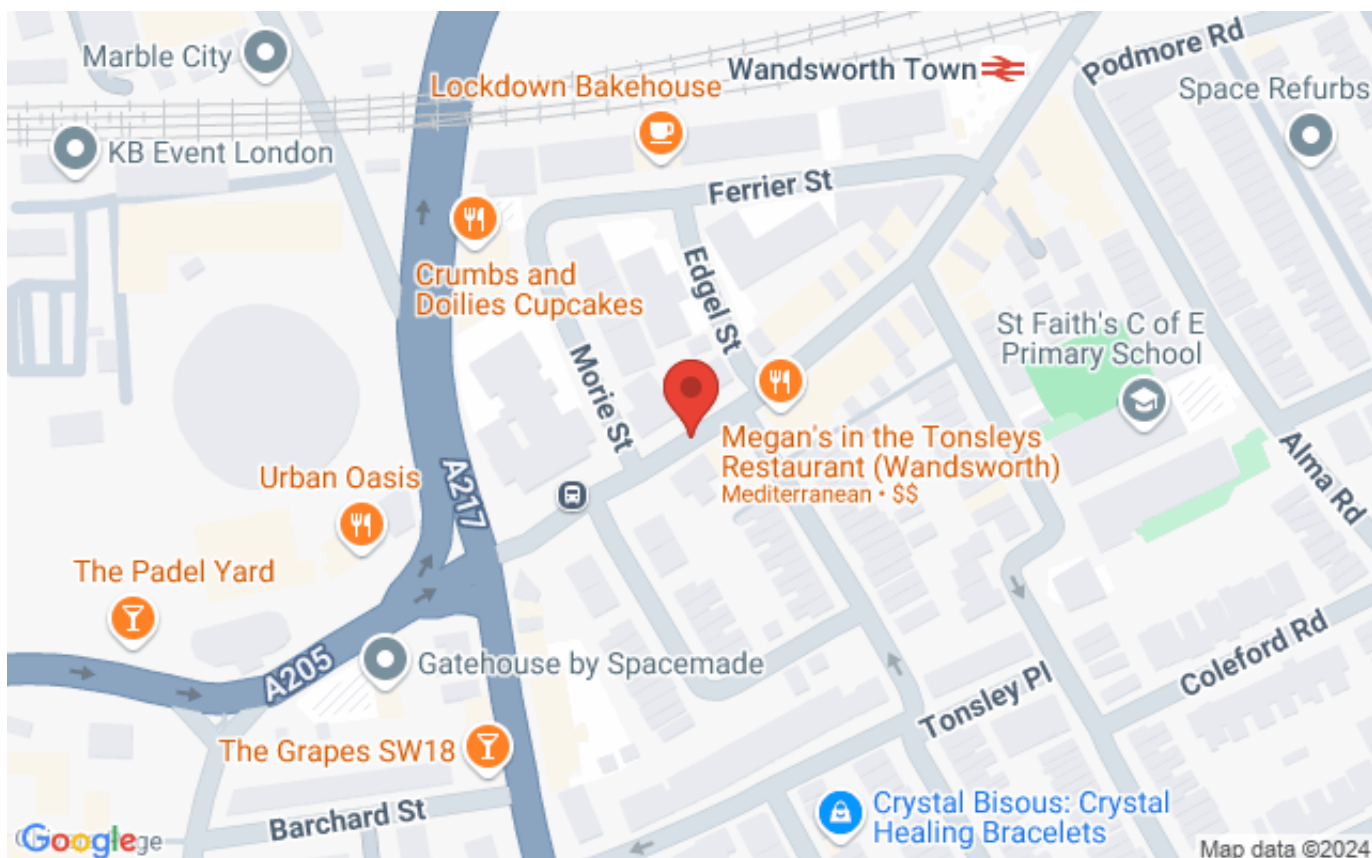 Marble City
Wandsworth Town
Podmore Rd
Lockdown Bakehouse
Space Refurbs
KB Event London
Ferrier St
Crumbs and
Doilies Cupcakes
Edgel St
St Faith's C of E
Primary School
Morie St
Megan's in the Tonsleys
Restaurant (Wandsworth)
Mediterranean • $$
Alma Rd
Urban Oasis
A217
The Padel Yard
A205
Gatehouse by Spacemade
Coleford Rd
Tonsley Pl
The Grapes SW18
Barchard St
Crystal Bisous: Crystal
Healing Bracelets
Google
Map data ©2024